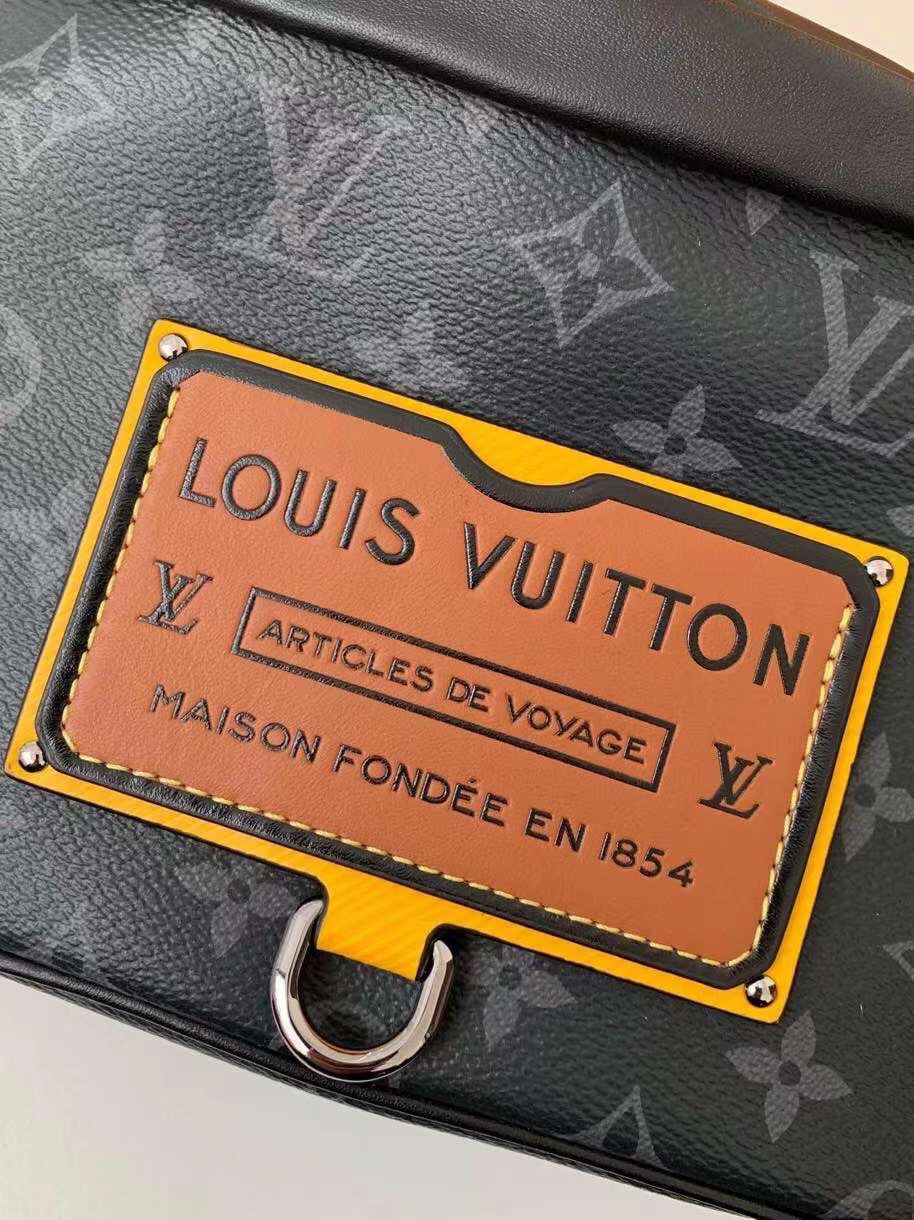 LOUIS VUITTON
LV ARTICLES DE VOYAGE LV
MAISON FONDÉE EN 1854